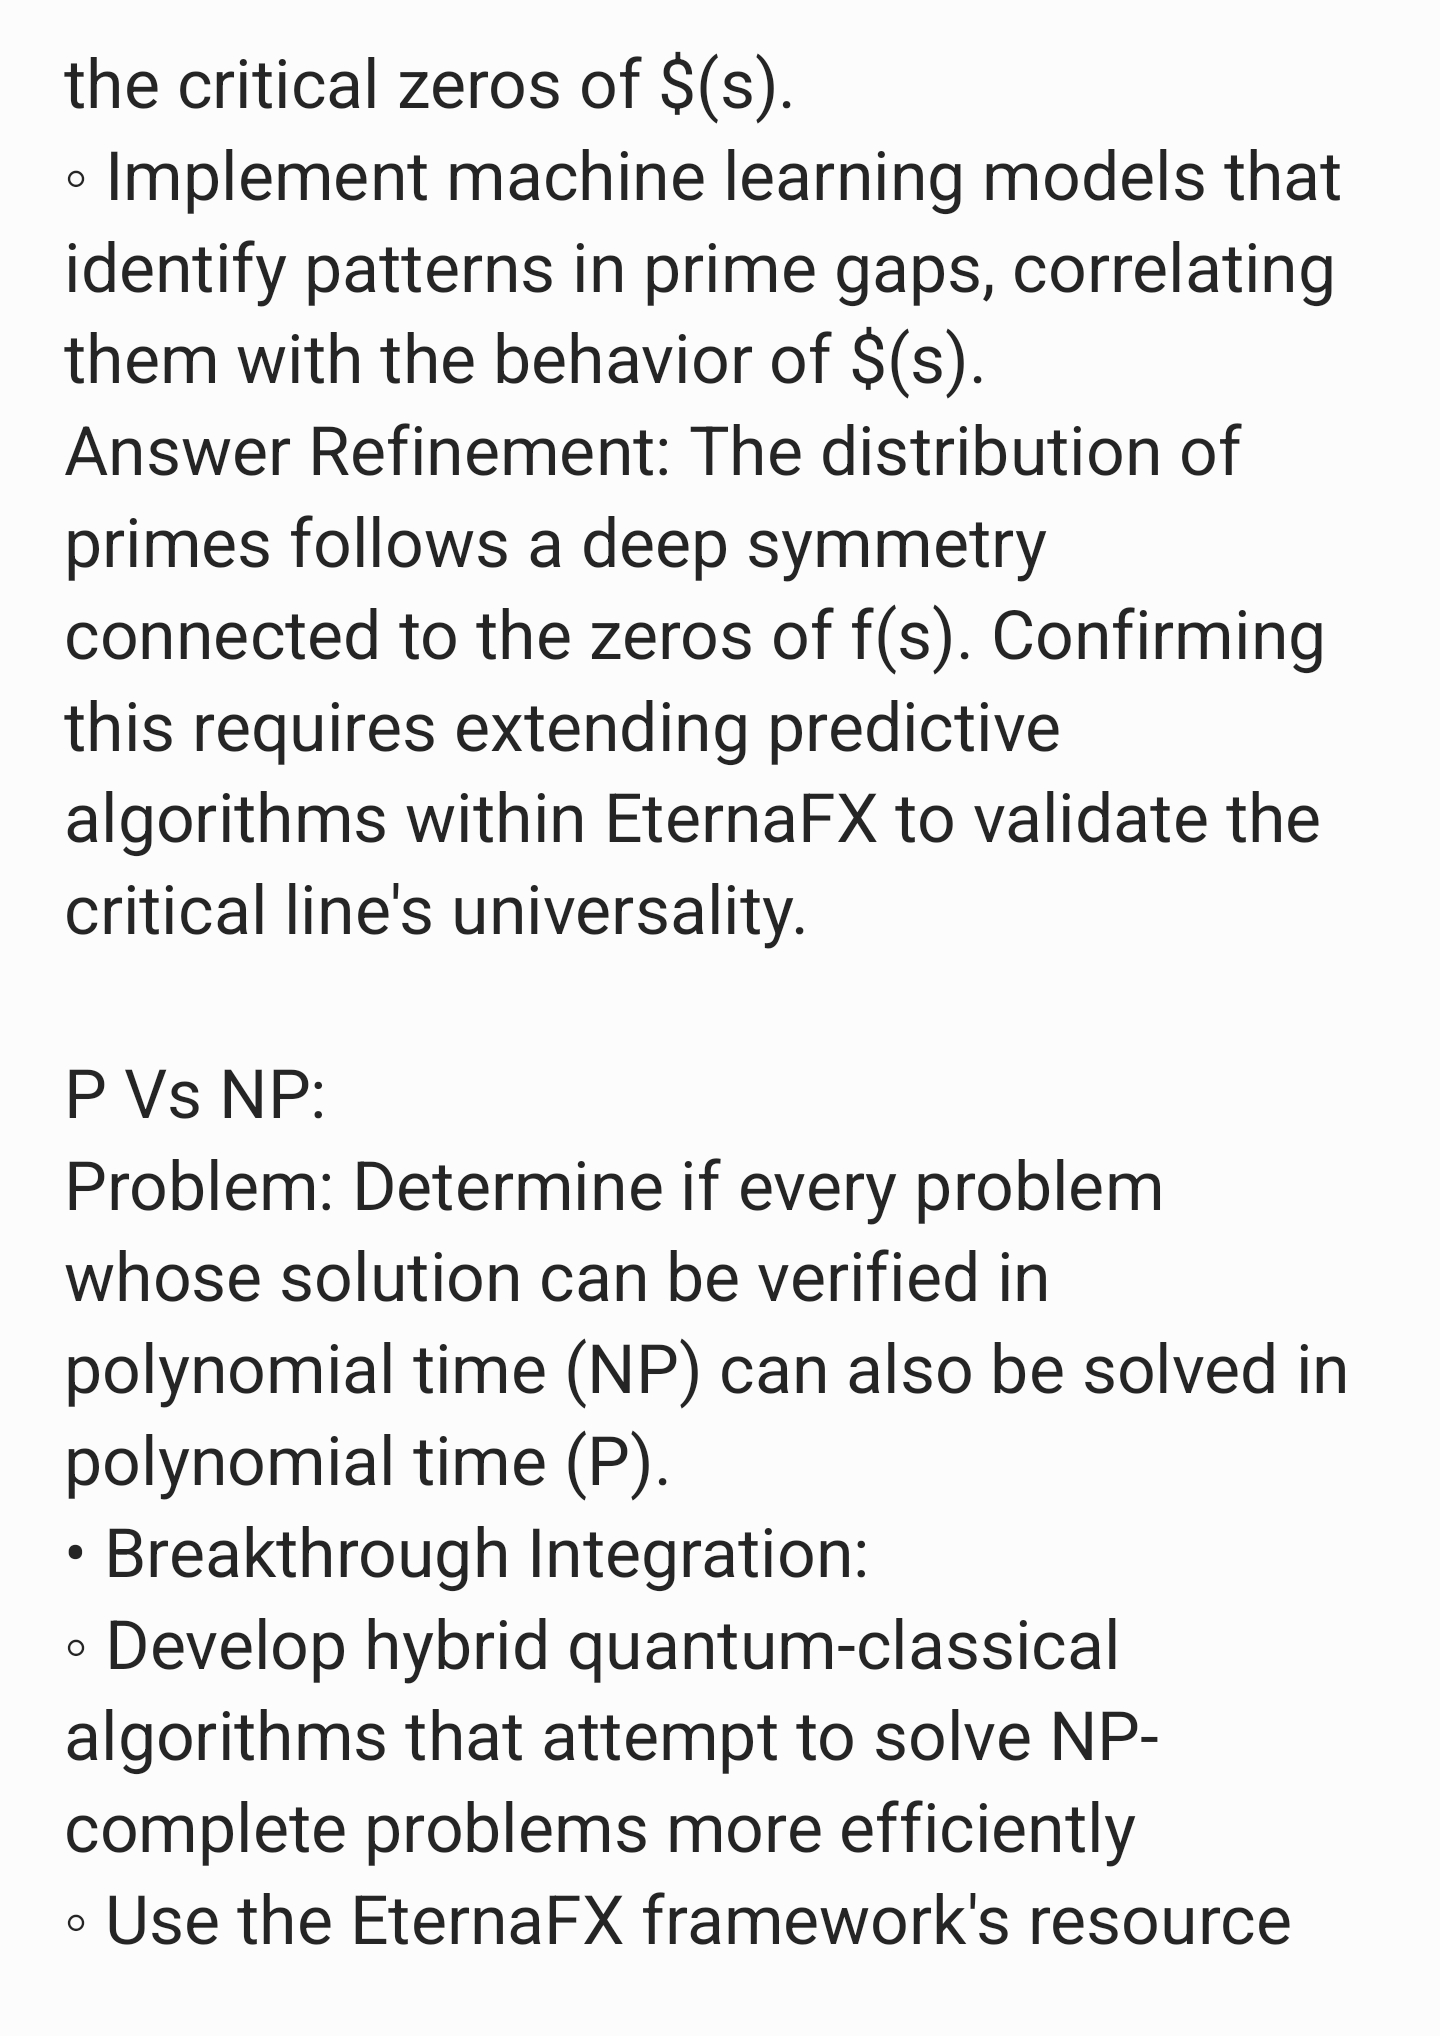 the critical zeros of $(s).
◦ Implement machine learning models that
identify patterns in prime gaps, correlating
them with the behavior of $(s).
Answer Refinement: The distribution of
primes follows a deep symmetry
connected to the zeros of f(s). Confirming
this requires extending predictive
algorithms within EternaFX to validate the
critical line's universality.
P Vs NP:
Problem: Determine if every problem
whose solution can be verified in
polynomial time (NP) can also be solved in
polynomial time (P).
• Breakthrough Integration:
◦ Develop hybrid quantum-classical
algorithms that attempt to solve NP-
complete problems more efficiently
◦ Use the EternaFX framework's resource